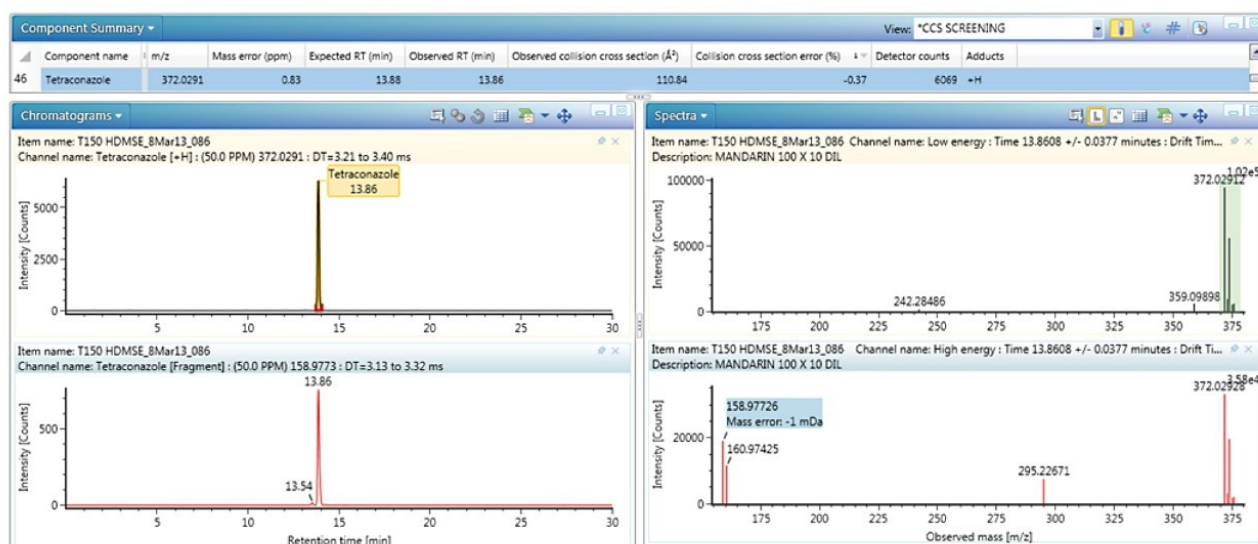 Component Summary
View: *CCS SCREENING
Component name m/z Mass error (ppm) Expected RT (min) Observed RT (min) Observed collision cross section (Å²) Collision cross section error (%) Detector counts Adducts
46 Tetraconazole 372.0291 0.83 13.88 13.86 110.84 -0.37 6069 +H
Chromatograms
Item name: T150 HDMSE_8Mar13_086
Channel name: Tetraconazole [+H] : (50.0 PPM) 372.0291 : DT=3.21 to 3.40 ms
Tetraconazole
13.86
Intensity [Counts]
5000
2500
0
5 10 15 20 25 30
Item name: T150 HDMSE_8Mar13_086
Channel name: Tetraconazole [Fragment] : (50.0 PPM) 158.9773 : DT=3.13 to 3.32 ms
13.86
Intensity [Counts]
500
13.54
0
5 10 15 20 25 30
Retention time [min]
Spectra
Item name: T150 HDMSE_8Mar13_086 Channel name: Low energy : Time 13.8608 +/- 0.0377 minutes : Drift Tim...
Description: MANDARIN 100 X 10 DIL
1.02e5
372.02912
100000
Intensity [Counts]
50000
242.28486
359.09898
0
175 200 225 250 275 300 325 350 375
Item name: T150 HDMSE_8Mar13_086 Channel name: High energy : Time 13.8608 +/- 0.0377 minutes : Drift Ti...
Description: MANDARIN 100 X 10 DIL
3.58e4
372.02928
158.97726
Mass error: -1 mDa
Intensity [Counts]
20000
160.97425
295.22671
0
175 200 225 250 275 300 325 350 375
Observed mass [m/z]